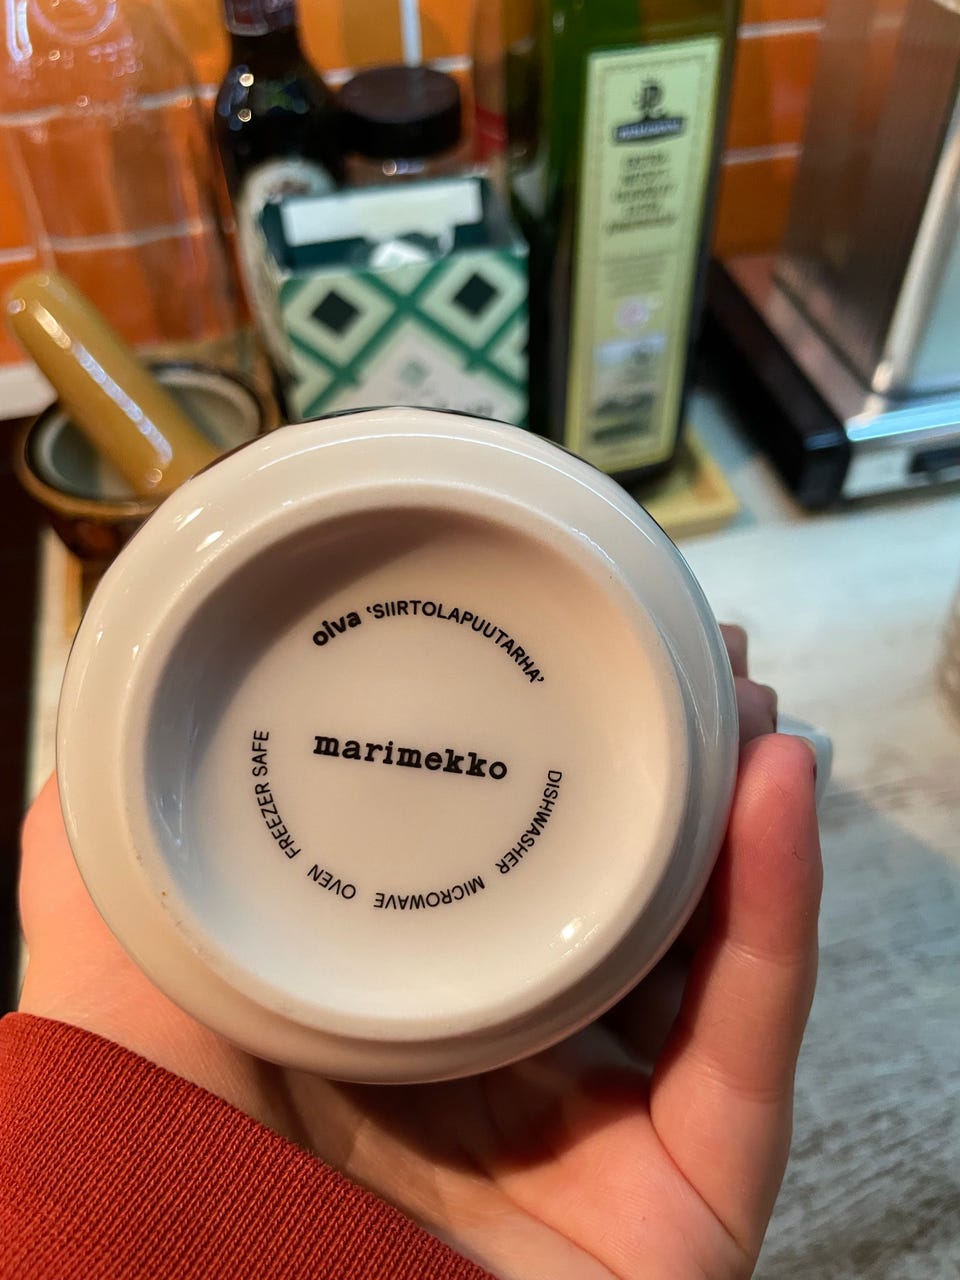 oiva ‘SIIRTOLAPUUTARHA’
marimekko
DISHWASHER MICROWAVE OVEN FREEZER SAFE